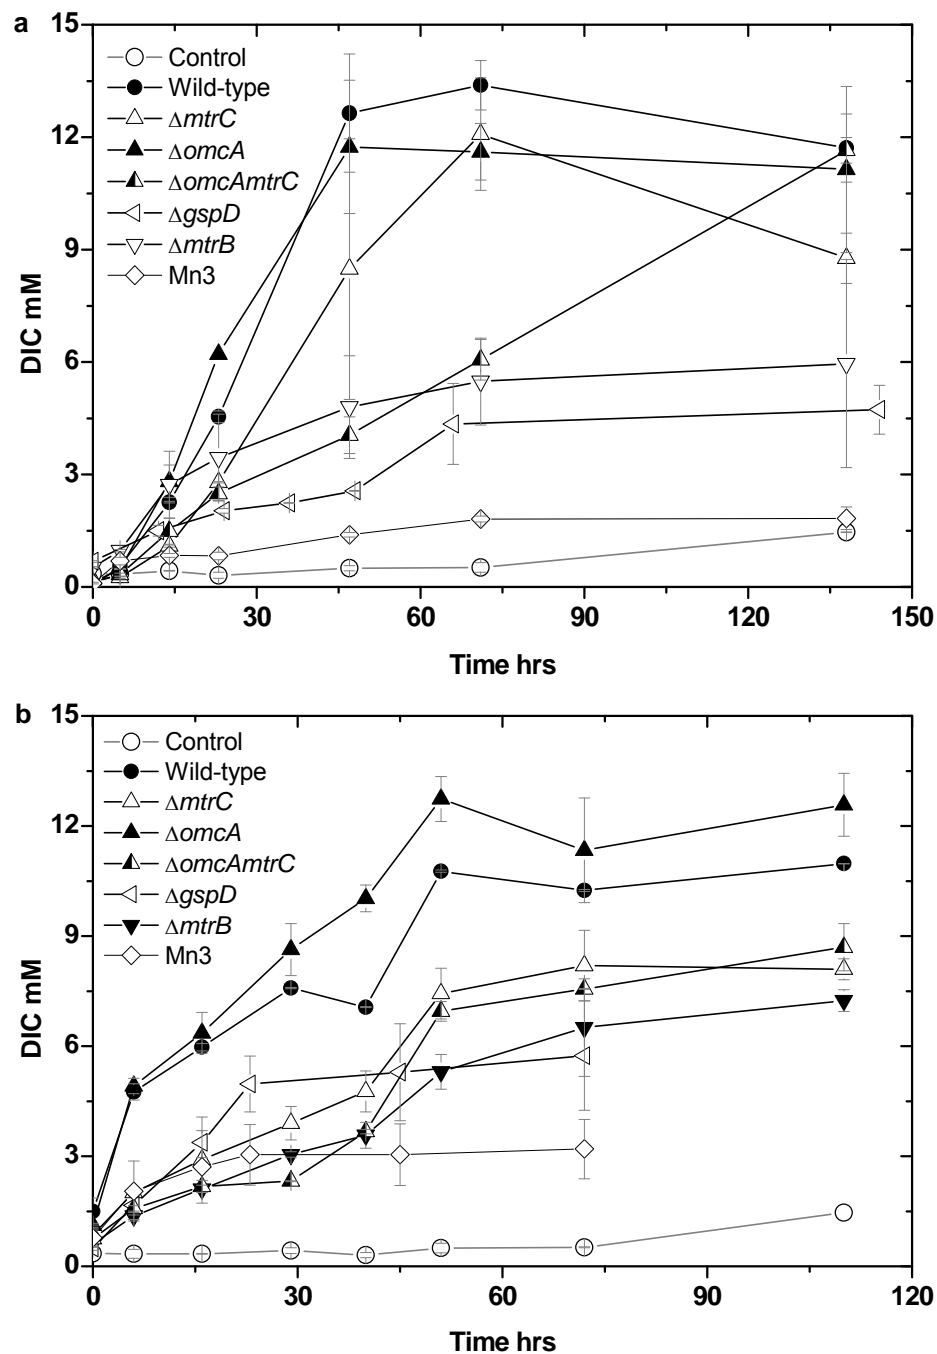 a
15
12
9
6
3
0
DIC mM
Control
Wild-type
ΔmtrC
ΔomcA
ΔomcAmtrC
ΔgspD
ΔmtrB
Mn3
0 30 60 90 120 150
Time hrs
b
15
12
9
6
3
0
DIC mM
Control
Wild-type
ΔmtrC
ΔomcA
ΔomcAmtrC
ΔgspD
ΔmtrB
Mn3
0 30 60 90 120
Time hrs